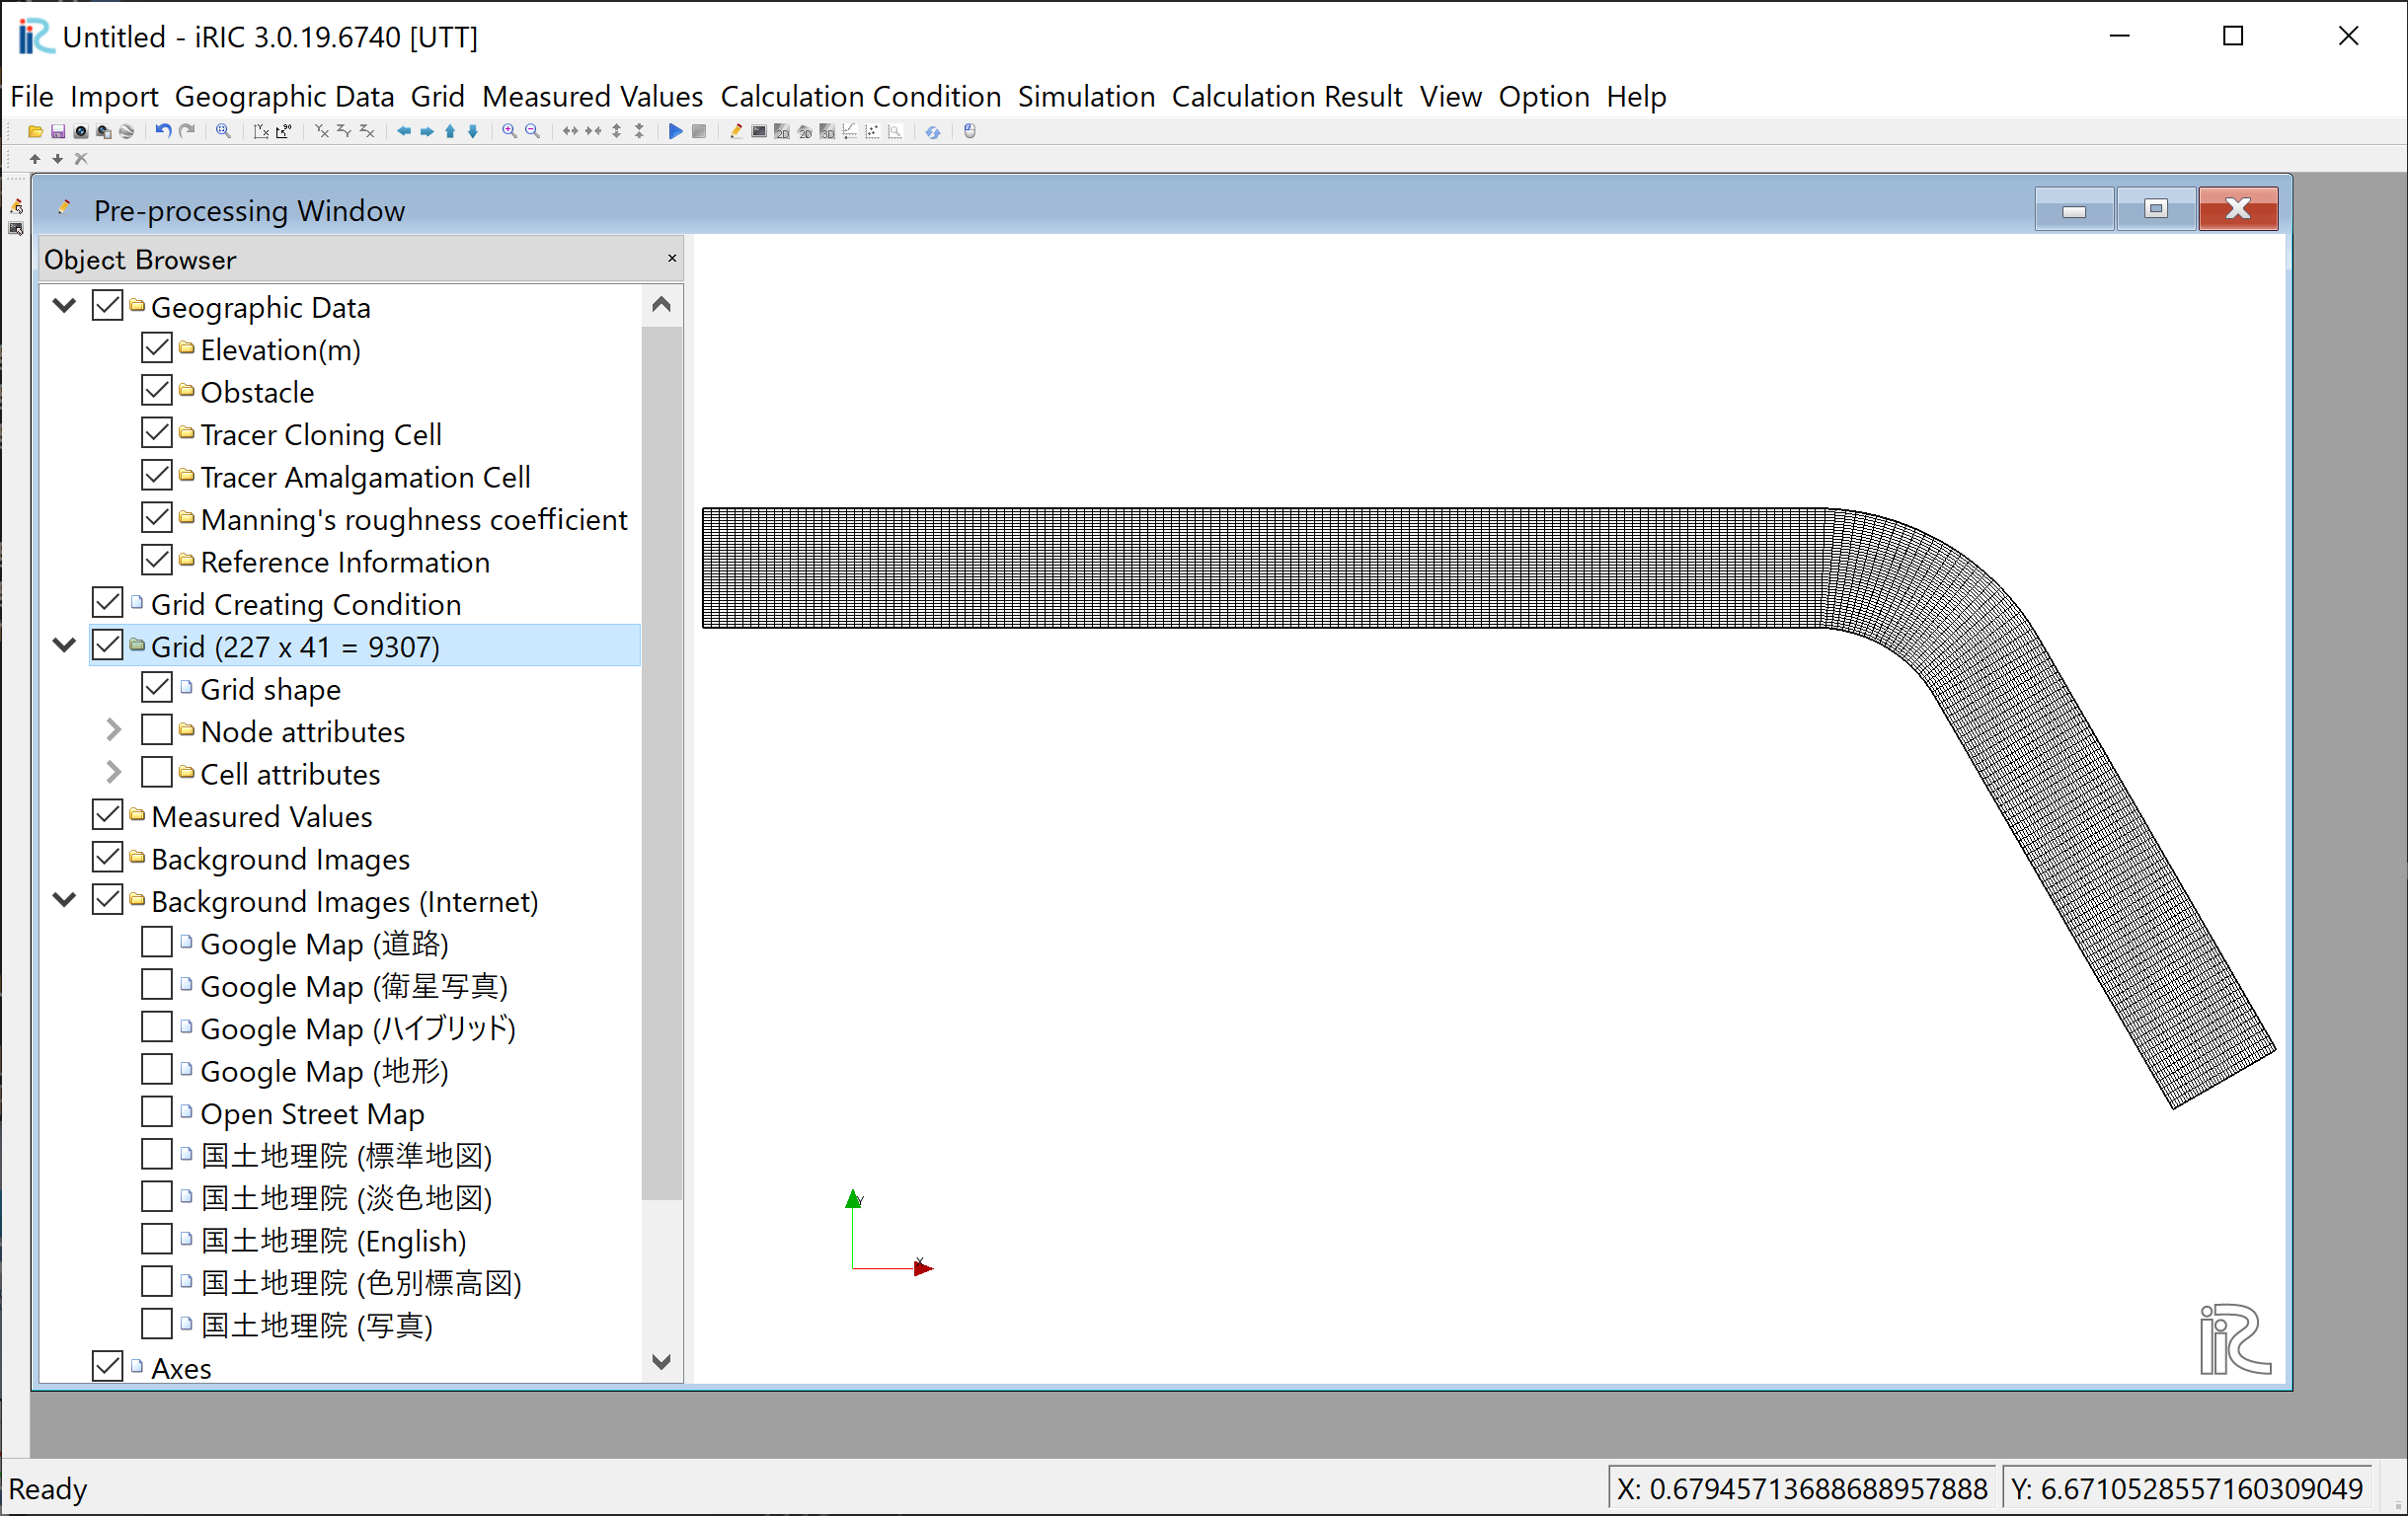 Untitled - iRIC 3.0.19.6740 [UTT]
File Import Geographic Data Grid Measured Values Calculation Condition Simulation Calculation Result View Option Help
Pre-processing Window
Object Browser
Geographic Data
Elevation(m)
Obstacle
Tracer Cloning Cell
Tracer Amalgamation Cell
Manning's roughness coefficient
Reference Information
Grid Creating Condition
Grid (227 x 41 = 9307)
Grid shape
Node attributes
Cell attributes
Measured Values
Background Images
Background Images (Internet)
Google Map (道路)
Google Map (衛星写真)
Google Map (ハイブリッド)
Google Map (地形)
Open Street Map
国土地理院 (標準地図)
国土地理院 (淡色地図)
国土地理院 (English)
国土地理院 (色別標高図)
国土地理院 (写真)
Axes
Y
X
iRIC
Ready
X: 0.67945713688688957888
Y: 6.6710528557160309049